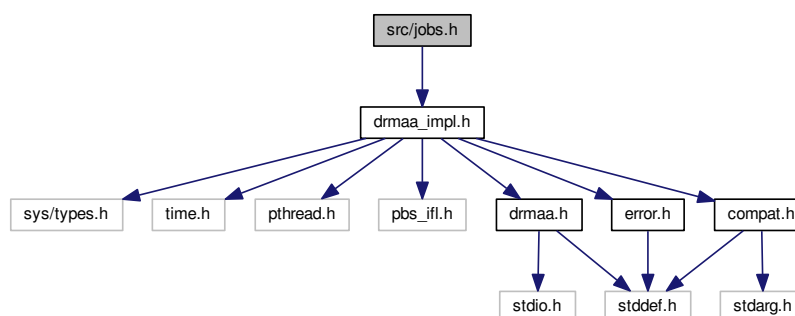 src/jobs.h
drmaa_impl.h
sys/types.h
time.h
pthread.h
pbs_ifl.h
drmaa.h
error.h
compat.h
stdio.h
stddef.h
stdarg.h